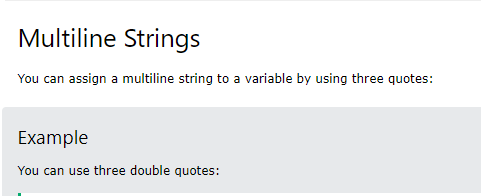 Multiline Strings
You can assign a multiline string to a variable by using three quotes:
Example
You can use three double quotes: